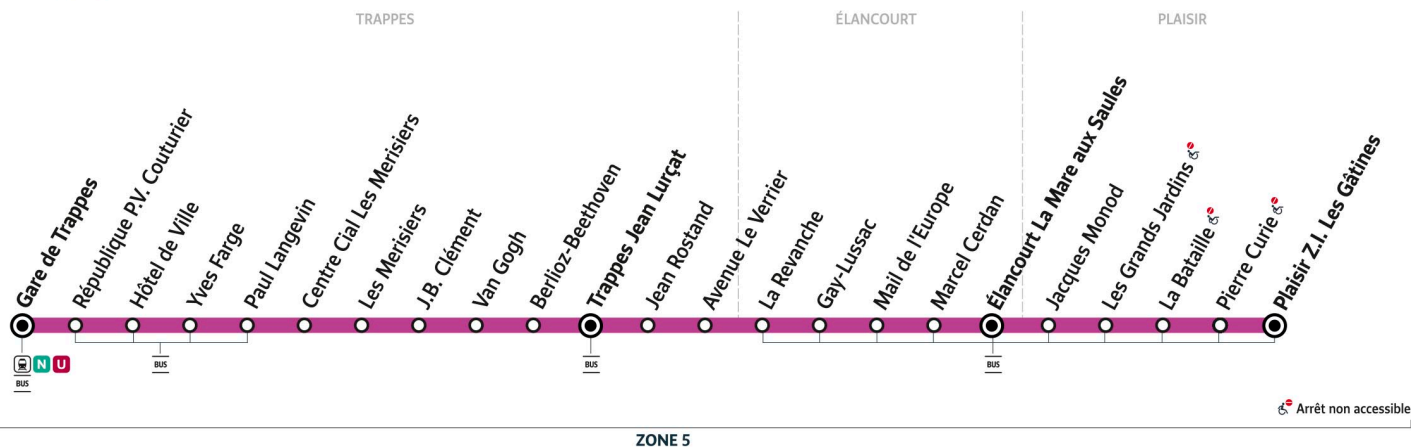 TRAPPES
ÉLANCOURT
PLAISIR
Gare de Trappes
République P.V. Couturier
Hôtel de Ville
Yves Farge
Paul Langevin
Centre Cial Les Merisiers
Les Merisiers
J.B. Clément
Van Gogh
Berlioz-Beethoven
Trappes Jean Lurçat
Jean Rostand
Avenue Le Verrier
La Revanche
Gay-Lussac
Mail de l'Europe
Marcel Cerdan
Élancourt La Mare aux Saules
Jacques Monod
Les Grands Jardins
La Bataille
Pierre Curie
Plaisir Z.I. Les Gâtines
N U
BUS
BUS
BUS
BUS
Arrêt non accessible
ZONE 5